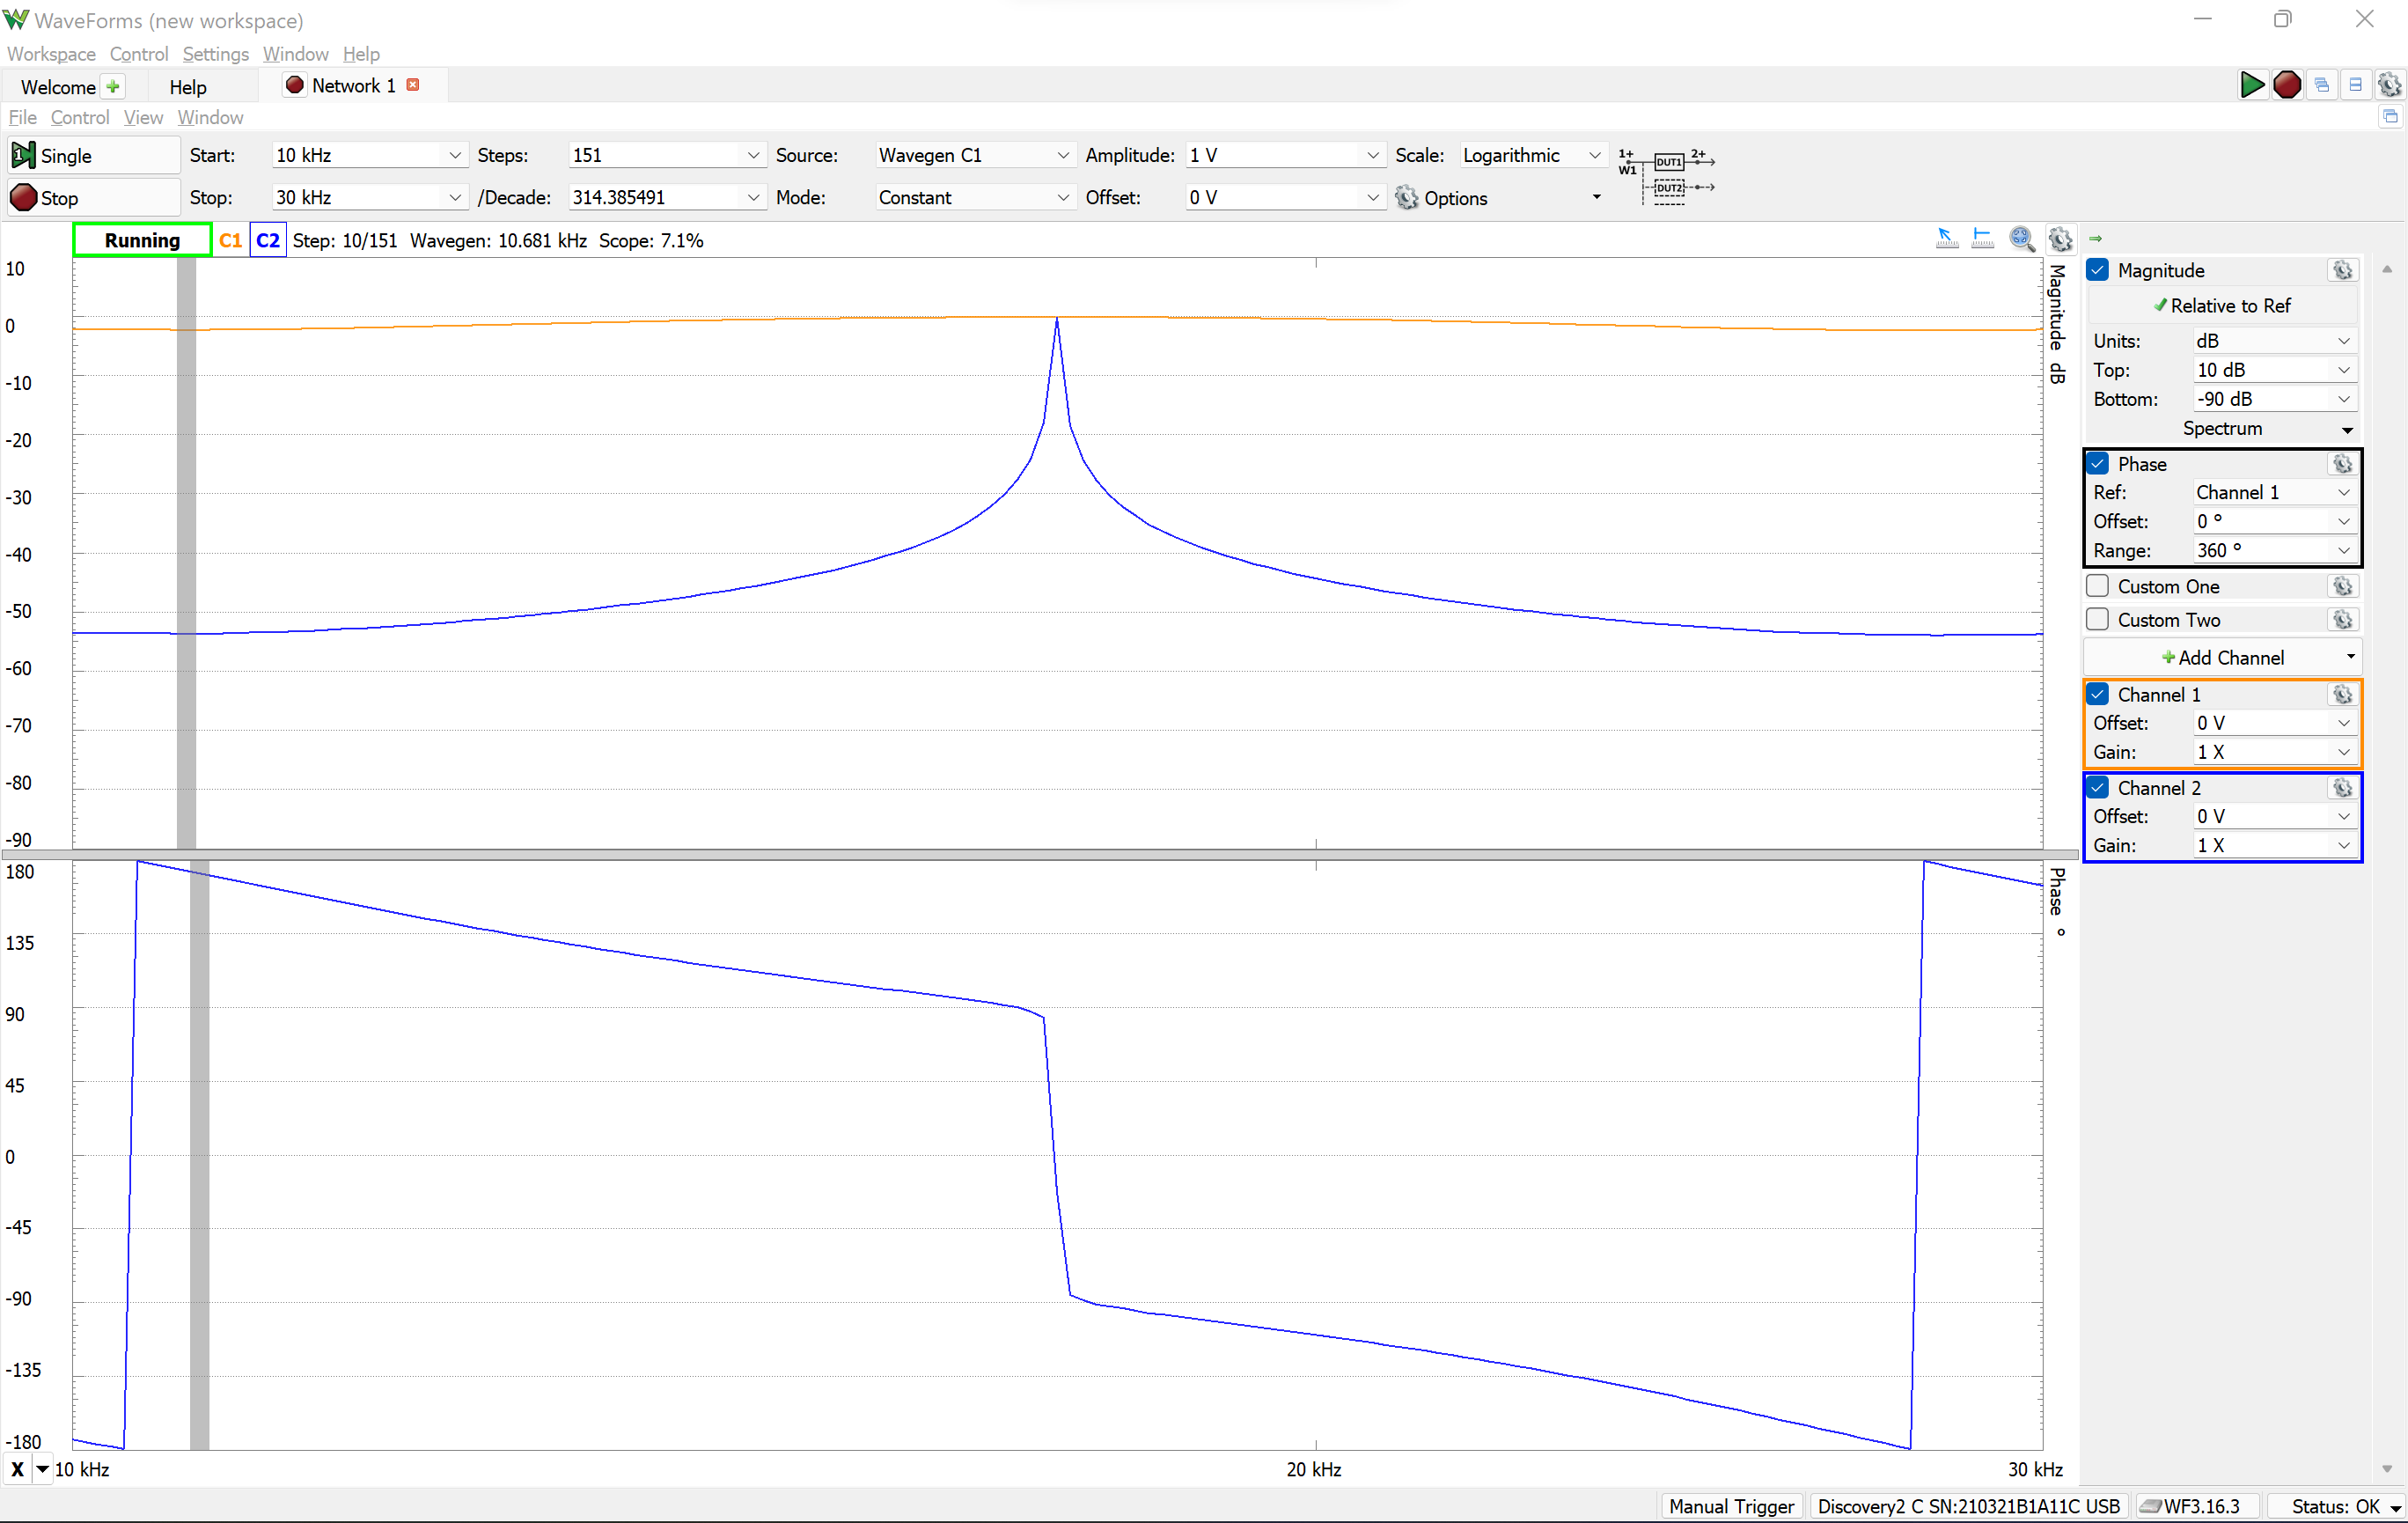 WaveForms (new workspace)
Workspace Control Settings Window Help
Welcome Help Network 1
File Control View Window
Single Start: 10 kHz Steps: 151 Source: Wavegen C1 Amplitude: 1 V Scale: Logarithmic
Stop Stop: 30 kHz /Decade: 314.385491 Mode: Constant Offset: 0 V Options
1+ W1 DUT1 2+
DUT2
Running C1 C2 Step: 10/151 Wavegen: 10.681 kHz Scope: 7.1%
10
0
-10
-20
-30
-40
-50
-60
-70
-80
-90
Magnitude dB
180
135
90
45
0
-45
-90
-135
-180
Phase °
X 10 kHz 20 kHz 30 kHz
Magnitude
Relative to Ref
Units: dB
Top: 10 dB
Bottom: -90 dB
Spectrum
Phase
Ref: Channel 1
Offset: 0 °
Range: 360 °
Custom One
Custom Two
Add Channel
Channel 1
Offset: 0 V
Gain: 1 X
Channel 2
Offset: 0 V
Gain: 1 X
Manual Trigger Discovery2 C SN:210321B1A11C USB WF3.16.3 Status: OK